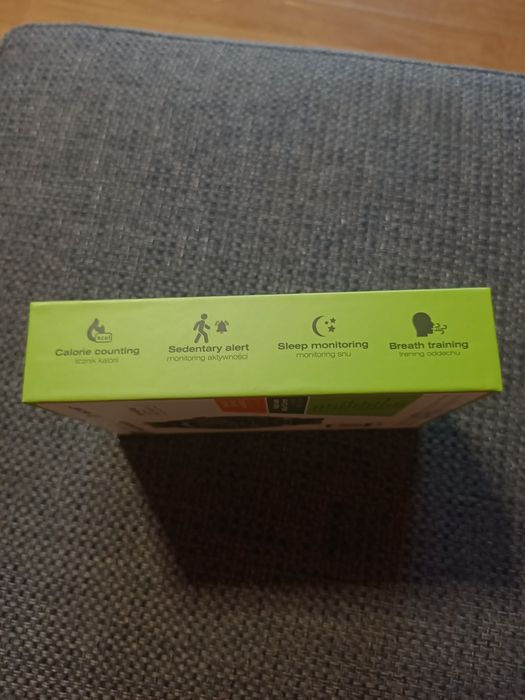 kcal
Calorie counting
licznik kalorii
Sedentary alert
monitoring aktywności
Sleep monitoring
monitoring snu
Breath training
trening oddechu